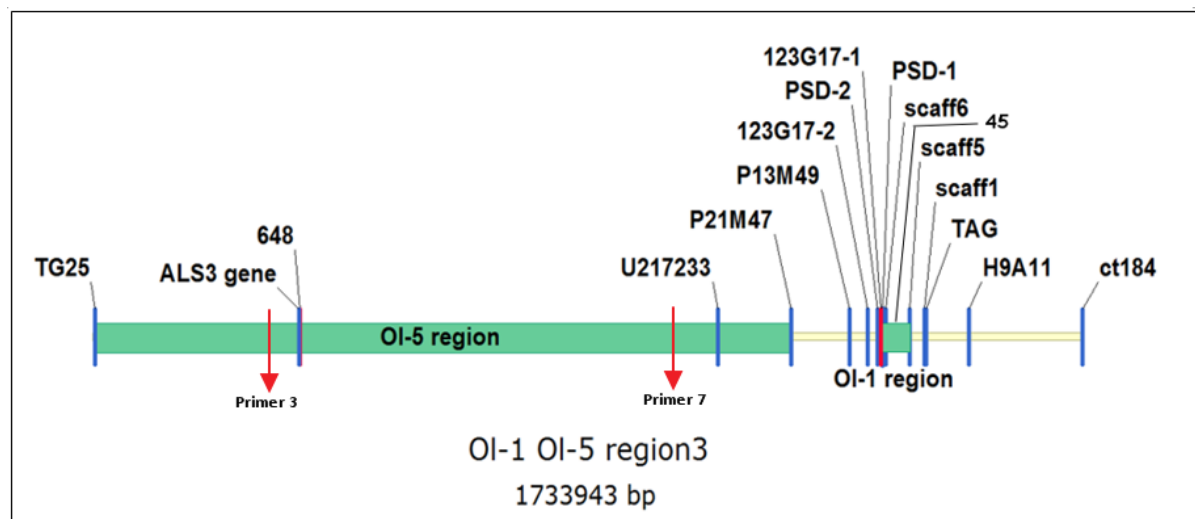 123G17-1
PSD-1
PSD-2
scaff6
45
123G17-2
scaff5
P13M49
scaff1
P21M47
TAG
648
TG25
ALS3 gene
U217233
H9A11
ct184
Ol-5 region
Ol-1 region
Primer 3
Primer 7
Ol-1 Ol-5 region3
1733943 bp